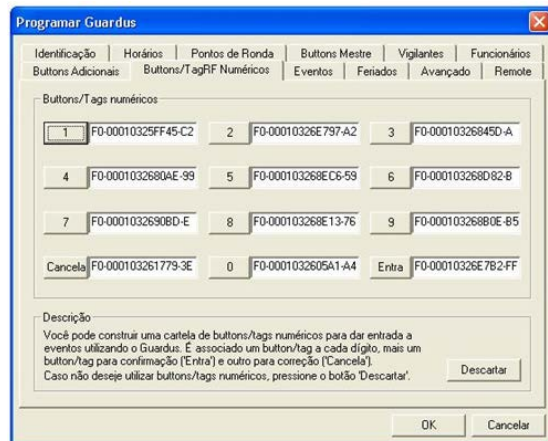 Programar Guardus
Identificação Horários Pontos de Ronda Buttons Mestre Vigilantes Funcionários
Buttons Adicionais Buttons/TagRF Numéricos Eventos Feriados Avançado Remote
Buttons/Tags numéricos
1 F0-00010325FF45-C2 2 F0-00010326E797-A2 3 F0-00010326845D-A
4 F0-0001032680AE-99 5 F0-000103268EC6-59 6 F0-000103268D82-B
7 F0-0001032690BD-E 8 F0-000103268E13-76 9 F0-000103268B0E-B5
Cancela F0-000103261779-3E 0 F0-0001032605A1-A4 Entra F0-00010326E7B2-FF
Descrição
Você pode construir uma cartela de buttons/tags numéricos para dar entrada a
eventos utilizando o Guardus. É associado um button/tag a cada dígito, mais um
button/tag para confirmação ('Entra') e outro para correção ('Cancela').
Caso não deseje utilizar buttons/tags numéricos, pressione o botão 'Descartar'.
Descartar
OK Cancelar